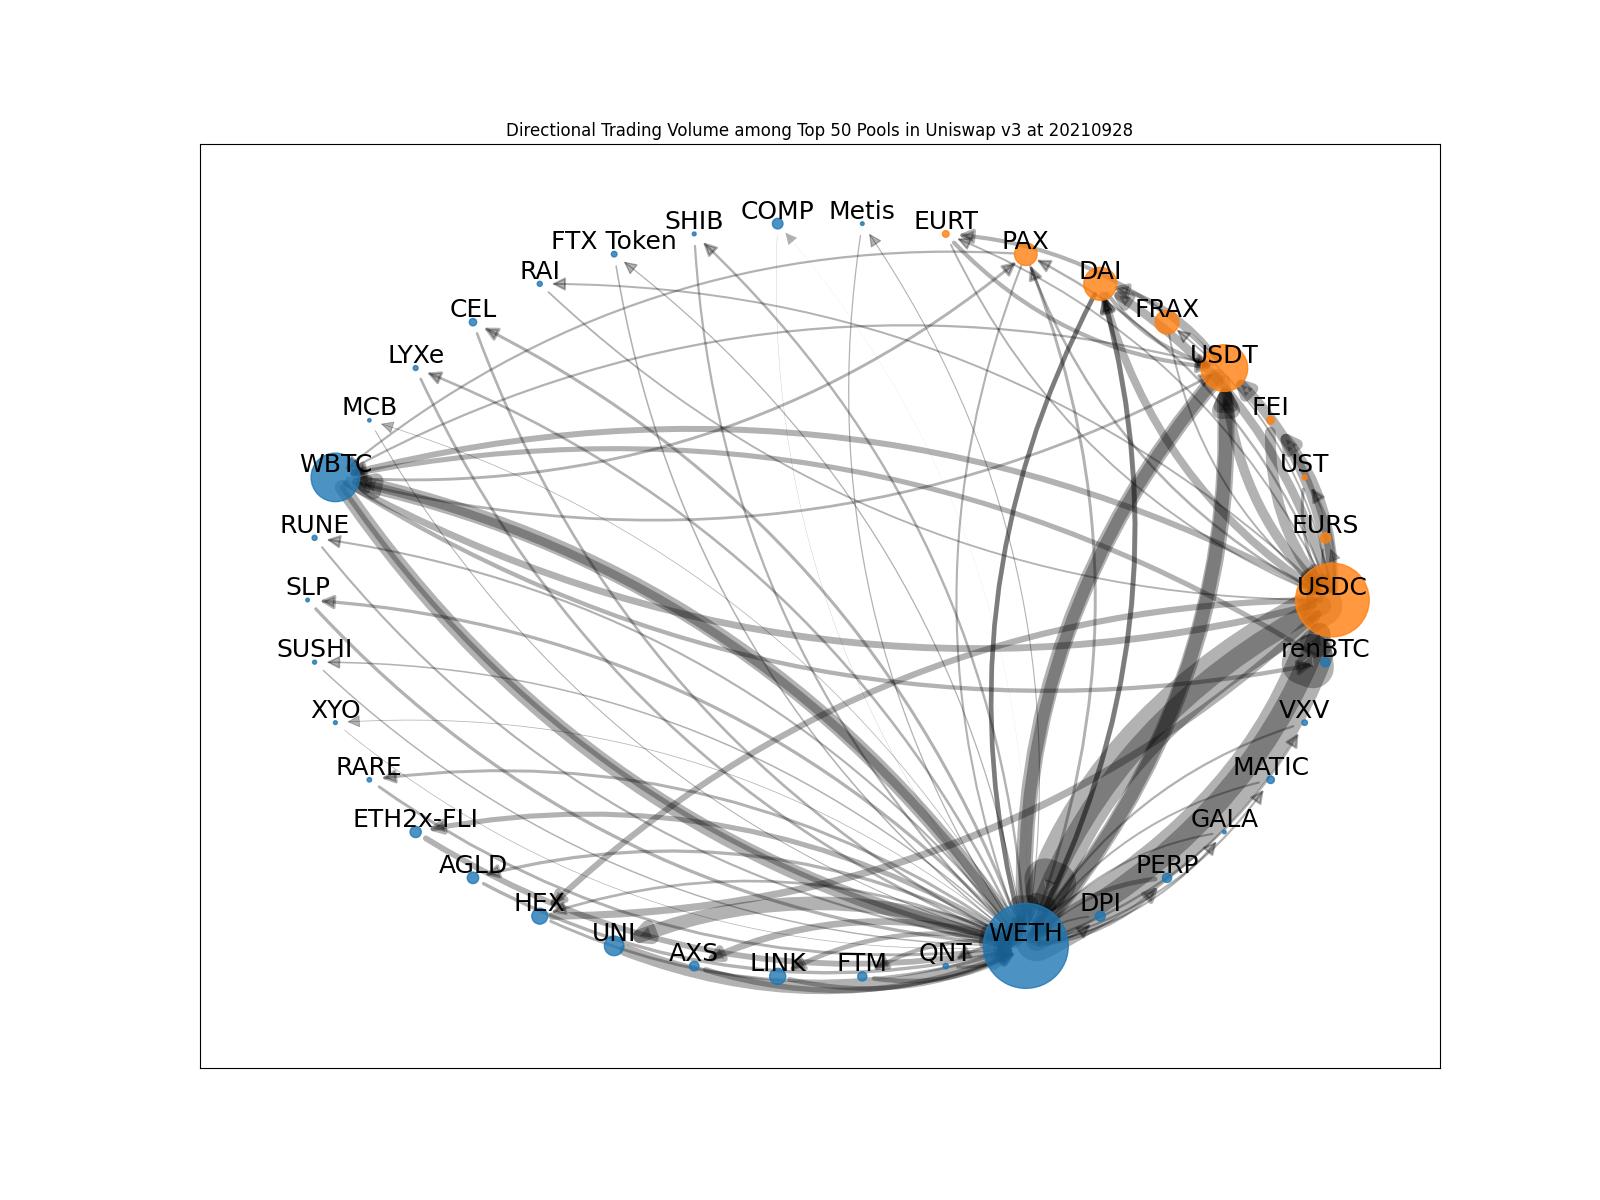 Directional Trading Volume among Top 50 Pools in Uniswap v3 at 20210928
COMP
Metis
SHIB
EURT
FTX Token
PAX
RAI
DAI
CEL
FRAX
LYXe
USDT
MCB
FEI
WBTC
UST
RUNE
EURS
SLP
USDC
SUSHI
renBTC
XYO
VXV
RARE
MATIC
ETH2x-FLI
GALA
AGLD
PERP
HEX
DPI
UNI
WETH
AXS
QNT
LINK
FTM